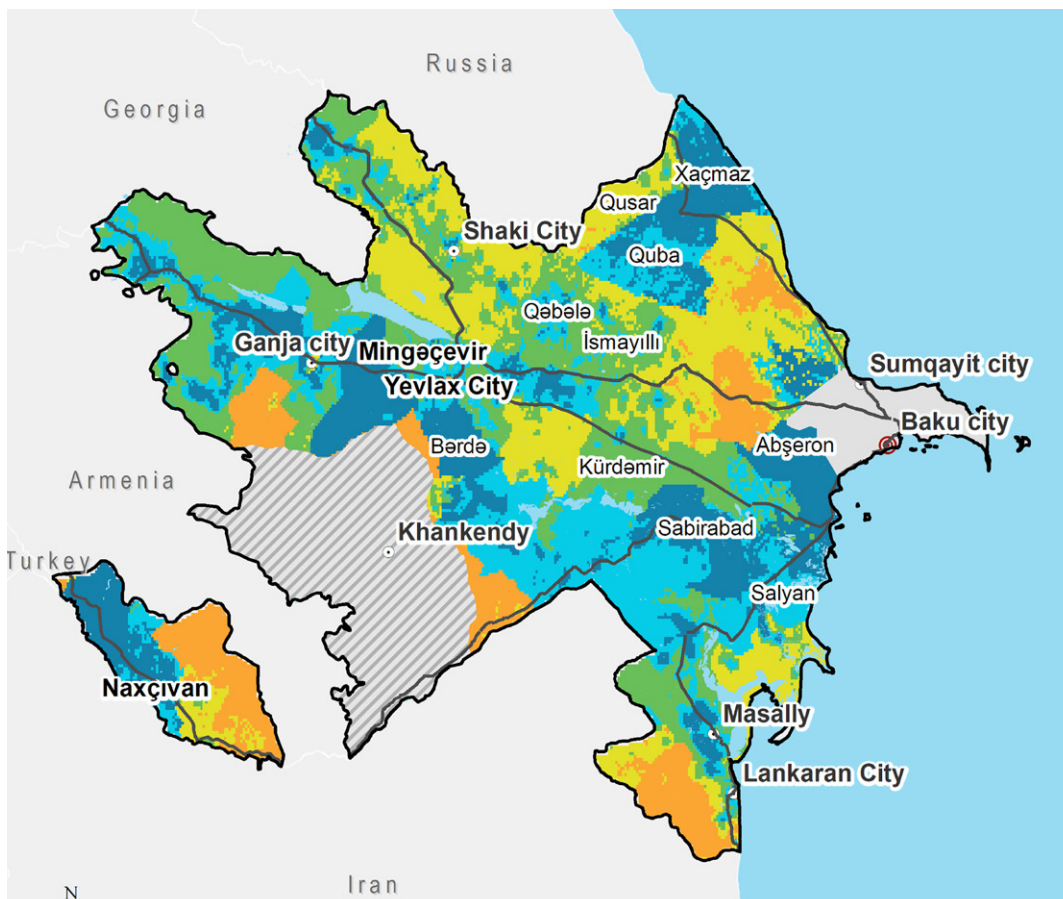 Russia
Georgia
Xaçmaz
Qusar
Shaki City
Quba
Qəbələ
İsmayıllı
Ganja city
Mingəçevir
Sumqayit city
Yevlax City
Baku city
Bərdə
Abşeron
Kürdəmir
Armenia
Khankendy
Sabirabad
Turkey
Salyan
Naxçıvan
Masally
Lankaran City
Iran
N